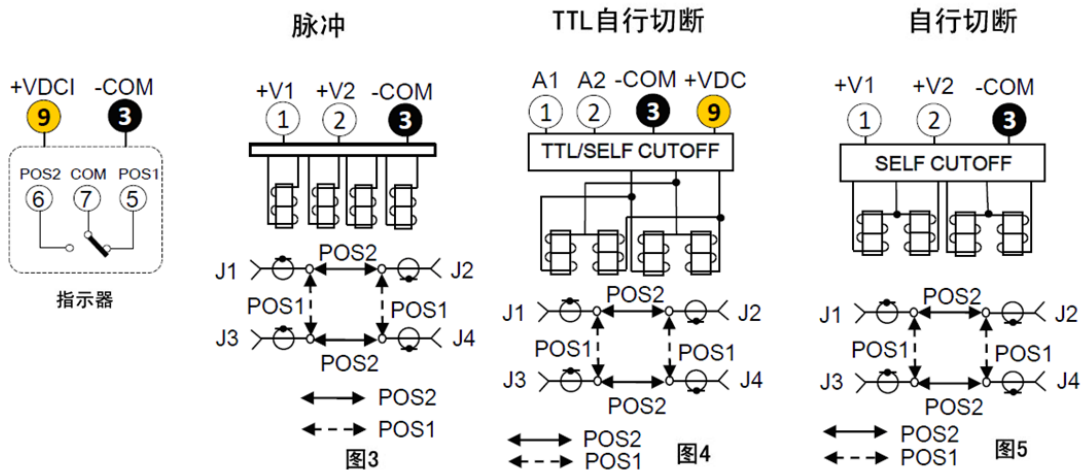 脉冲
TTL自行切断
自行切断
+VDCI -COM
9 3
POS2 COM POS1
6 7 5
指示器
+V1 +V2 -COM
1 2 3
J1 POS2 J2
POS1 POS1
J3 POS2 J4
POS2
POS1
图3
A1 A2 -COM +VDC
1 2 3 9
TTL/SELF CUTOFF
J1 POS2 J2
POS1 POS1
J3 POS2 J4
POS2
POS1
图4
+V1 +V2 -COM
1 2 3
SELF CUTOFF
J1 POS2 J2
POS1 POS1
J3 POS2 J4
POS2
POS1
图5